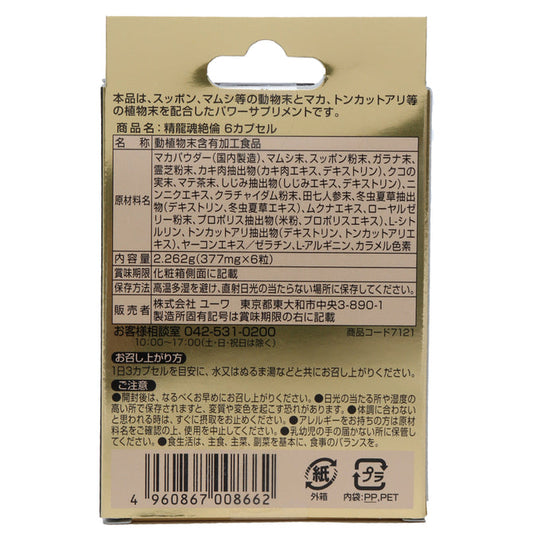 本品は、スッポン、マムシ等の動物末とマカ、トンカットアリ等
の植物末を配合したパワーサプリメントです。
商品名：精龍魂絶倫 6カプセル
名称 動植物末含有加工食品
原材料名 マカパウダー(国内製造)、マムシ末、スッポン粉末、ガラナ末、
霊芝粉末、カキ肉抽出物(カキ肉エキス、デキストリン)、クコの
実末、マテ茶末、しじみ抽出物(しじみエキス、デキストリン)、ニ
ンニクエキス、クラチャイダム粉末、田七人参末、冬虫夏草抽出
物(デキストリン、冬虫夏草エキス)、ムクナエキス、ローヤルゼ
リー粉末、プロポリス抽出物(米粉、プロポリスエキス)、L-シト
ルリン、トンカットアリ抽出物(デキストリン、トンカットアリエキ
ス)、ヤーコンエキス／ゼラチン、L-アルギニン、カラメル色素
内容量 2.262g(377mg×6粒)
賞味期限 化粧箱側面に記載
保存方法 高温多湿を避け、直射日光の当たらない場所に保存してください。
販売者 株式会社 ユーワ 東京都東大和市中央3-890-1
製造所固有記号は賞味期限の右に記載
お客様相談室 042-531-0200 商品コード7121
10:00～17:00(土・日・祝日は除く)
お召し上がり方
1日3カプセルを目安に、水又はぬるま湯などと共にお召し上がりください。
ご注意
●開封後は、なるべくお早めにお召し上がりください。●日光の当たる所や湿度の
高い所で保存されますと、変質や変色を起こす恐れがあります。●体調に合わない
と思われる時は、すぐに摂取をお止めください。●アレルギーをお持ちの方は原材
料名をご確認の上、使用を中止してください。●乳幼児の手の届かない所に保管し
てください。●食生活は、主食、主菜、副菜を基本に、食事のバランスを。
4 960867 008662
紙
外箱
プラ
内袋:PP,PET